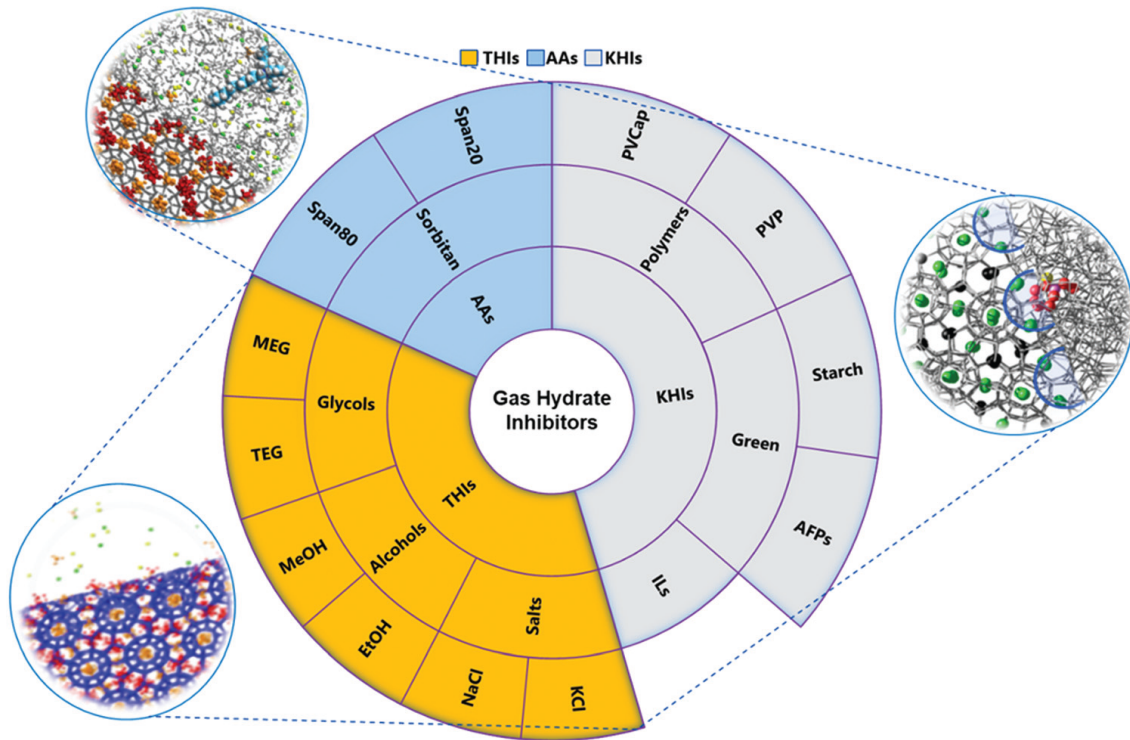 THIs
AAs
KHIs
Span20
PVCap
Span80
Sorbitan
Polymers
PVP
AAs
MEG
Glycols
Gas Hydrate
Inhibitors
KHIs
Starch
Green
TEG
THIs
AFPs
MeOH
Alcohols
ILs
Salts
EtOH
NaCl
KCl